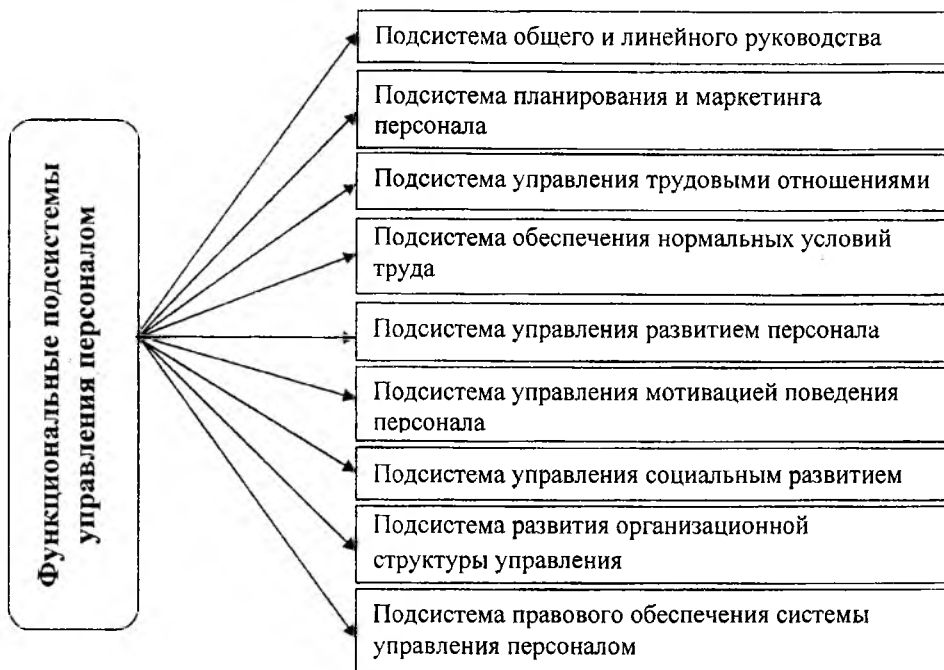 Функциональные подсистемы
управления персоналом
Подсистема общего и линейного руководства
Подсистема планирования и маркетинга
персонала
Подсистема управления трудовыми отношениями
Подсистема обеспечения нормальных условий
труда
Подсистема управления развитием персонала
Подсистема управления мотивацией поведения
персонала
Подсистема управления социальным развитием
Подсистема развития организационной
структуры управления
Подсистема правового обеспечения системы
управления персоналом